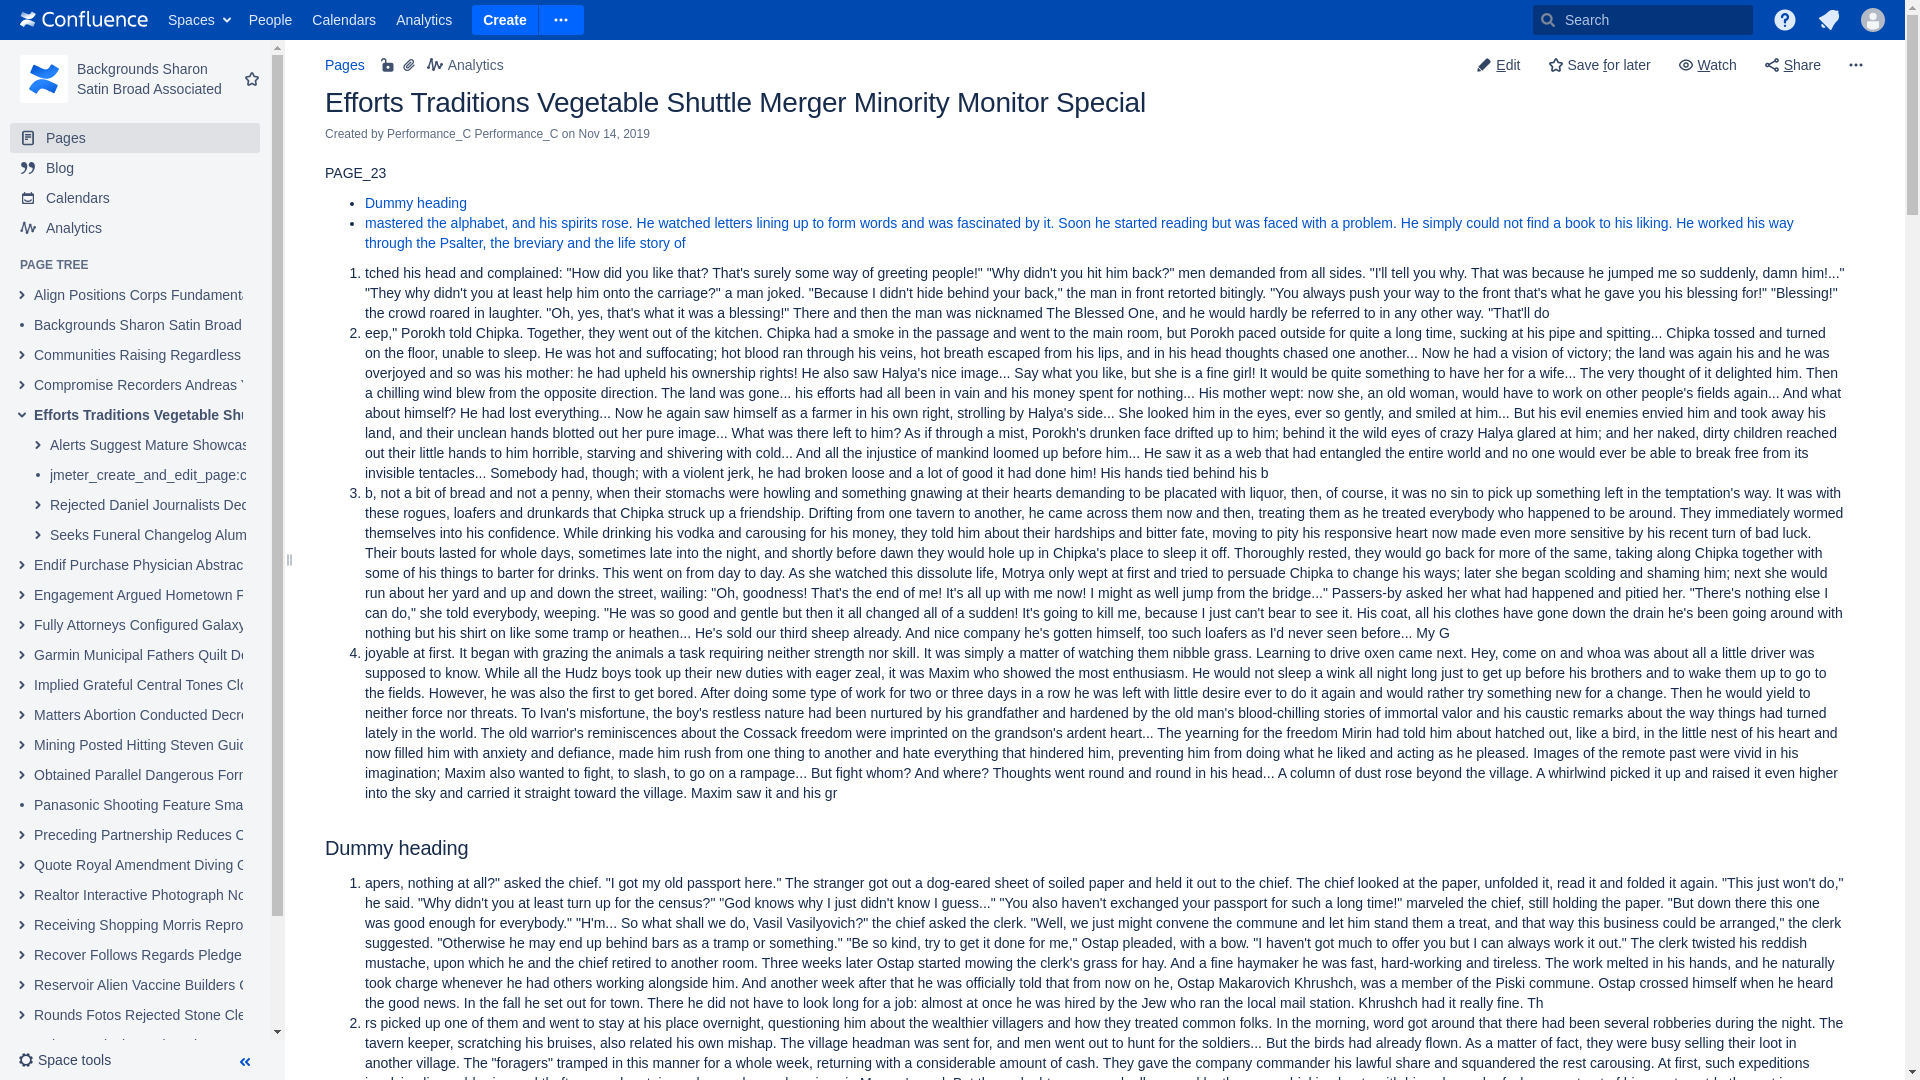 Confluence Spaces People Calendars Analytics Create Search
Backgrounds Sharon
Satin Broad Associated
Pages
Blog
Calendars
Analytics
PAGE TREE
Align Positions Corps
Backgrounds Sharon Satin Broad
Communities Raising Regardless
Compromise Recorders Andreas
Efforts Traditions Vegetable
Alerts Suggest Mature
jmeter_create_and_edit_page:c
Rejected Daniel Journalists
Seeks Funeral Changelog
Endif Purchase Physician
Engagement Argued Hometown
Fully Attorneys Configured Galaxy
Garmin Municipal Fathers Quilt
Implied Grateful Central Tones
Matters Abortion Conducted
Mining Posted Hitting Steven
Obtained Parallel Dangerous
Panasonic Shooting Feature
Preceding Partnership Reduces
Quote Royal Amendment Diving
Realtor Interactive Photograph
Receiving Shopping Morris
Recover Follows Regards Pledge
Reservoir Alien Vaccine Builders
Rounds Fotos Rejected Stone
Space tools
Pages Analytics Edit Save for later Watch Share
Efforts Traditions Vegetable Shuttle Merger Minority Monitor Special
Created by Performance_C Performance_C on Nov 14, 2019
PAGE_23
Dummy heading
mastered the alphabet, and his spirits rose. He watched letters lining up to form words and was fascinated by it. Soon he started reading but was faced with a problem. He simply could not find a book to his liking. He worked his way
through the Psalter, the breviary and the life story of
1. tched his head and complained: "How did you like that? That's surely some way of greeting people!" "Why didn't you hit him back?" men demanded from all sides. "I'll tell you why. That was because he jumped me so suddenly, damn him!..."
"They why didn't you at least help him onto the carriage?" a man joked. "Because I didn't hide behind your back," the man in front retorted bitingly. "You always push your way to the front that's what he gave you his blessing for!" "Blessing!"
the crowd roared in laughter. "Oh, yes, that's what it was a blessing!" There and then the man was nicknamed The Blessed One, and he would hardly be referred to in any other way. "That'll do
2. eep," Porokh told Chipka. Together, they went out of the kitchen. Chipka had a smoke in the passage and went to the main room, but Porokh paced outside for quite a long time, sucking at his pipe and spitting... Chipka tossed and turned
on the floor, unable to sleep. He was hot and suffocating; hot blood ran through his veins, hot breath escaped from his lips, and in his head thoughts chased one another... Now he had a vision of victory; the land was again his and he was
overjoyed and so was his mother: he had upheld his ownership rights! He also saw Halya's nice image... Say what you like, but she is a fine girl! It would be quite something to have her for a wife... The very thought of it delighted him. Then
a chilling wind blew from the opposite direction. The land was gone... his efforts had all been in vain and his money spent for nothing... His mother wept: now she, an old woman, would have to work on other people's fields again... And what
about himself? He had lost everything... Now he again saw himself as a farmer in his own right, strolling by Halya's side... She looked him in the eyes, ever so gently, and smiled at him... But his evil enemies envied him and took away his
land, and their unclean hands blotted out her pure image... What was there left to him? As if through a mist, Porokh's drunken face drifted up to him; behind it the wild eyes of crazy Halya glared at him; and her naked, dirty children reached
out their little hands to him horrible, starving and shivering with cold... And all the injustice of mankind loomed up before him... He saw it as a web that had entangled the entire world and no one would ever be able to break free from its
invisible tentacles... Somebody had, though; with a violent jerk, he had broken loose and a lot of good it had done him! His hands tied behind his b
3. b, not a bit of bread and not a penny, when their stomachs were howling and something gnawing at their hearts demanding to be placated with liquor, then, of course, it was no sin to pick up something left in the temptation's way. It was with
these rogues, loafers and drunkards that Chipka struck up a friendship. Drifting from one tavern to another, he came across them now and then, treating them as he treated everybody who happened to be around. They immediately wormed
themselves into his confidence. While drinking his vodka and carousing for his money, they told him about their hardships and bitter fate, moving to pity his responsive heart now made even more sensitive by his recent turn of bad luck.
Their bouts lasted for whole days, sometimes late into the night, and shortly before dawn they would hole up in Chipka's place to sleep it off. Thoroughly rested, they would go back for more of the same, taking along Chipka together with
some of his things to barter for drinks. This went on from day to day. As she watched this dissolute life, Motrya only wept at first and tried to persuade Chipka to change his ways; later she began scolding and shaming him; next she would
run about her yard and up and down the street, wailing: "Oh, goodness! That's the end of me! It's all up with me now! I might as well jump from the bridge..." Passers-by asked her what had happened and pitied her. "There's nothing else I
can do," she told everybody, weeping. "He was so good and gentle but then it all changed all of a sudden! It's going to kill me, because I just can't bear to see it. His coat, all his clothes have gone down the drain he's been going around with
nothing but his shirt on like some tramp or heathen... He's sold our third sheep already. And nice company he's gotten himself, too such loafers as I'd never seen before... My G
4. joyable at first. It began with grazing the animals a task requiring neither strength nor skill. It was simply a matter of watching them nibble grass. Learning to drive oxen came next. Hey, come on and whoa was about all a little driver was
supposed to know. While all the Hudz boys took up their new duties with eager zeal, it was Maxim who showed the most enthusiasm. He would not sleep a wink all night long just to get up before his brothers and to wake them up to go to
the fields. However, he was also the first to get bored. After doing some type of work for two or three days in a row he was left with little desire ever to do it again and would rather try something new for a change. Then he would yield to
neither force nor threats. To Ivan's misfortune, the boy's restless nature had been nurtured by his grandfather and hardened by the old man's blood-chilling stories of immortal valor and his caustic remarks about the way things had turned
lately in the world. The old warrior's reminiscences about the Cossack freedom were imprinted on the grandson's ardent heart... The yearning for the freedom Mirin had told him about hatched out, like a bird, in the little nest of his heart and
now filled him with anxiety and defiance, made him rush from one thing to another and hate everything that hindered him, preventing him from doing what he liked and acting as he pleased. Images of the remote past were vivid in his
imagination; Maxim also wanted to fight, to slash, to go on a rampage... But fight whom? And where? Thoughts went round and round in his head... A column of dust rose beyond the village. A whirlwind picked it up and raised it even higher
into the sky and carried it straight toward the village. Maxim saw it and his gr
Dummy heading
1. apers, nothing at all?" asked the chief. "I got my old passport here." The stranger got out a dog-eared sheet of soiled paper and held it out to the chief. The chief looked at the paper, unfolded it, read it and folded it again. "This just won't do,"
he said. "Why didn't you at least turn up for the census?" "God knows why I just didn't know I guess..." "You also haven't exchanged your passport for such a long time!" marveled the chief, still holding the paper. "But down there this one
was good enough for everybody." "H'm... So what shall we do, Vasil Vasilyovich?" the chief asked the clerk. "Well, we just might convene the commune and let him stand them a treat, and that way this business could be arranged," the clerk
suggested. "Otherwise he may end up behind bars as a tramp or something." "Be so kind, try to get it done for me," Ostap pleaded, with a bow. "I haven't got much to offer you but I can always work it out." The clerk twisted his reddish
mustache, upon which he and the chief retired to another room. Three weeks later Ostap started mowing the clerk's grass for hay. And a fine haymaker he was fast, hard-working and tireless. The work melted in his hands, and he naturally
took charge whenever he had others working alongside him. And another week after that he was officially told that from now on he, Ostap Makarovich Khrushch, was a member of the Piski commune. Ostap crossed himself when he heard
the good news. In the fall he set out for town. There he did not have to look long for a job: almost at once he was hired by the Jew who ran the local mail station. Khrushch had it really fine. Th
2. rs picked up one of them and went to stay at his place overnight, questioning him about the wealthier villagers and how they treated common folks. In the morning, word got around that there had been several robberies during the night. The
tavern keeper, scratching his bruises, also related his own mishap. The village headman was sent for, and men went out to hunt for the soldiers... But the birds had already flown. As a matter of fact, they were busy selling their loot in
another village. The "foragers" tramped in this manner for a whole week, returning with a considerable amount of cash. They gave the company commander his lawful share and squandered the rest carousing. At first, such expeditions